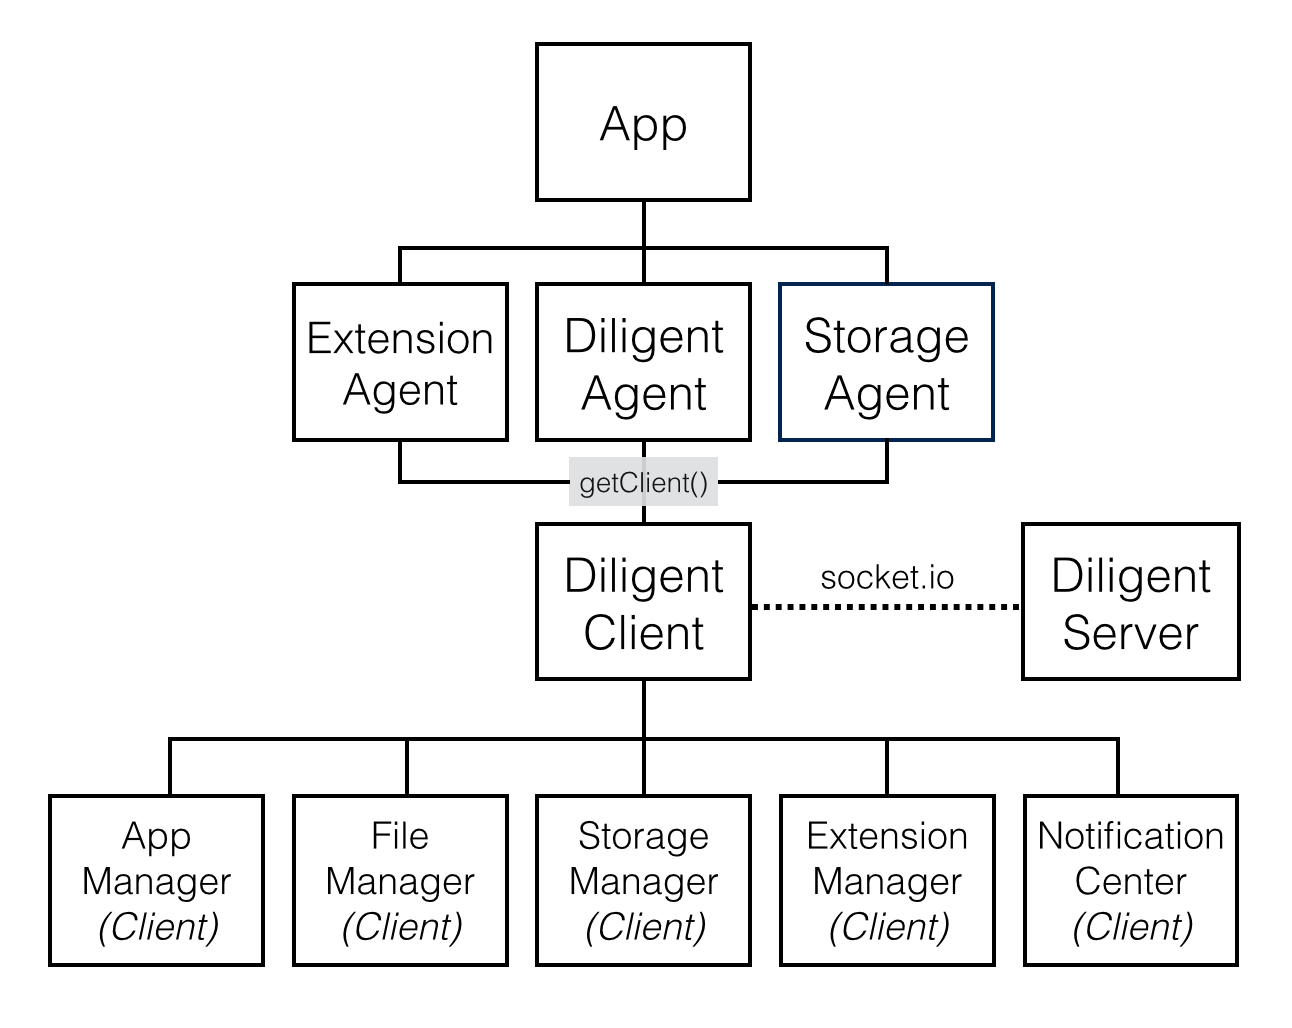 App
Extension
Agent
Diligent
Agent
Storage
Agent
getClient()
Diligent
Client
socket.io
Diligent
Server
App
Manager
(Client)
File
Manager
(Client)
Storage
Manager
(Client)
Extension
Manager
(Client)
Notification
Center
(Client)